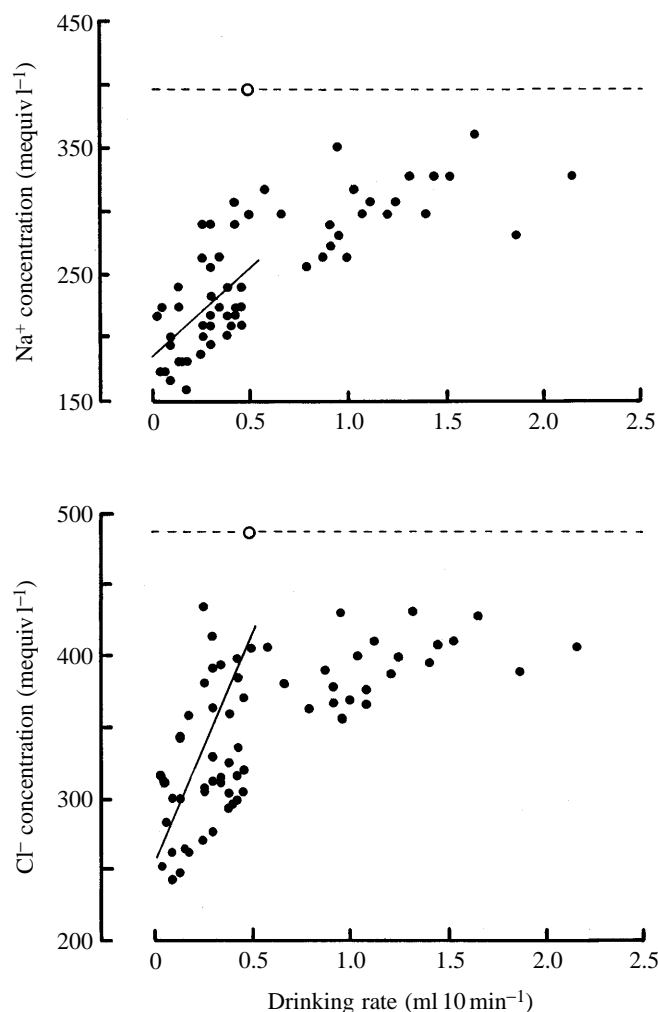 450
350
250
150
Na⁺ concentration (mequiv l⁻¹)
0 0.5 1.0 1.5 2.0 2.5
500
400
300
200
Cl⁻ concentration (mequiv l⁻¹)
0 0.5 1.0 1.5 2.0 2.5
Drinking rate (ml 10 min⁻¹)